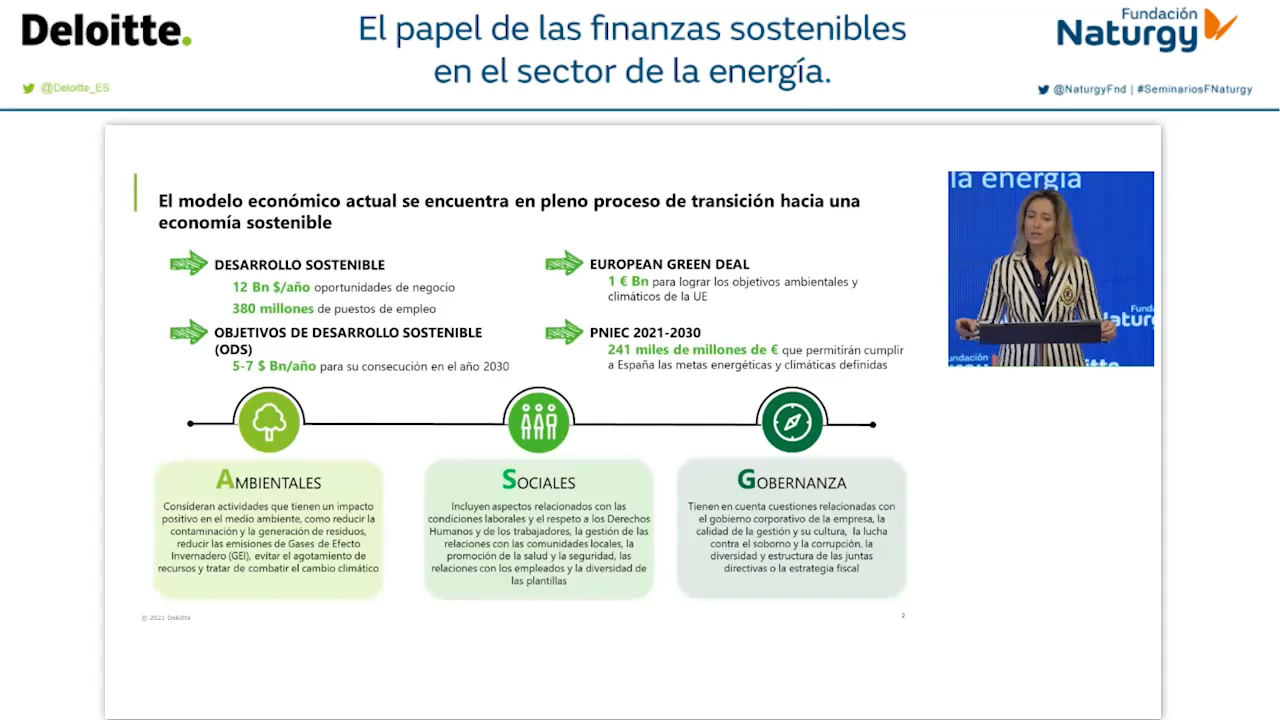 Deloitte.
@Deloitte_ES
El papel de las finanzas sostenibles
en el sector de la energía.
Fundación
Naturgy
@NaturgyFnd | #SeminariosFNaturgy
El modelo económico actual se encuentra en pleno proceso de transición hacia una
economía sostenible
DESARROLLO SOSTENIBLE
12 Bn $/año oportunidades de negocio
380 millones de puestos de empleo
OBJETIVOS DE DESARROLLO SOSTENIBLE
(ODS)
5-7 $ Bn/año para su consecución en el año 2030
EUROPEAN GREEN DEAL
1 € Bn para lograr los objetivos ambientales y
climáticos de la UE
PNIEC 2021-2030
241 miles de millones de € que permitirán cumplir
a España las metas energéticas y climáticas definidas
AMBIENTALES
Consideran actividades que tienen un impacto
positivo en el medio ambiente, como reducir la
contaminación y la generación de residuos,
reducir las emisiones de Gases de Efecto
Invernadero (GEI), evitar el agotamiento de
recursos y tratar de combatir el cambio climático
SOCIALES
Incluyen aspectos relacionados con las
condiciones laborales y el respeto a los Derechos
Humanos y de los trabajadores, la gestión de las
relaciones con las comunidades locales, la
promoción de la salud y la seguridad, las
relaciones con los empleados y la diversidad de
las plantillas
GOBERNANZA
Tienen en cuenta cuestiones relacionadas con
el gobierno corporativo de la empresa, la
calidad de la gestión y su cultura, la lucha
contra el soborno y la corrupción, la
diversidad y estructura de las juntas
directivas o la estrategia fiscal
© 2021 Deloitte
2
la energía
Funda
aturg
undación
loitte